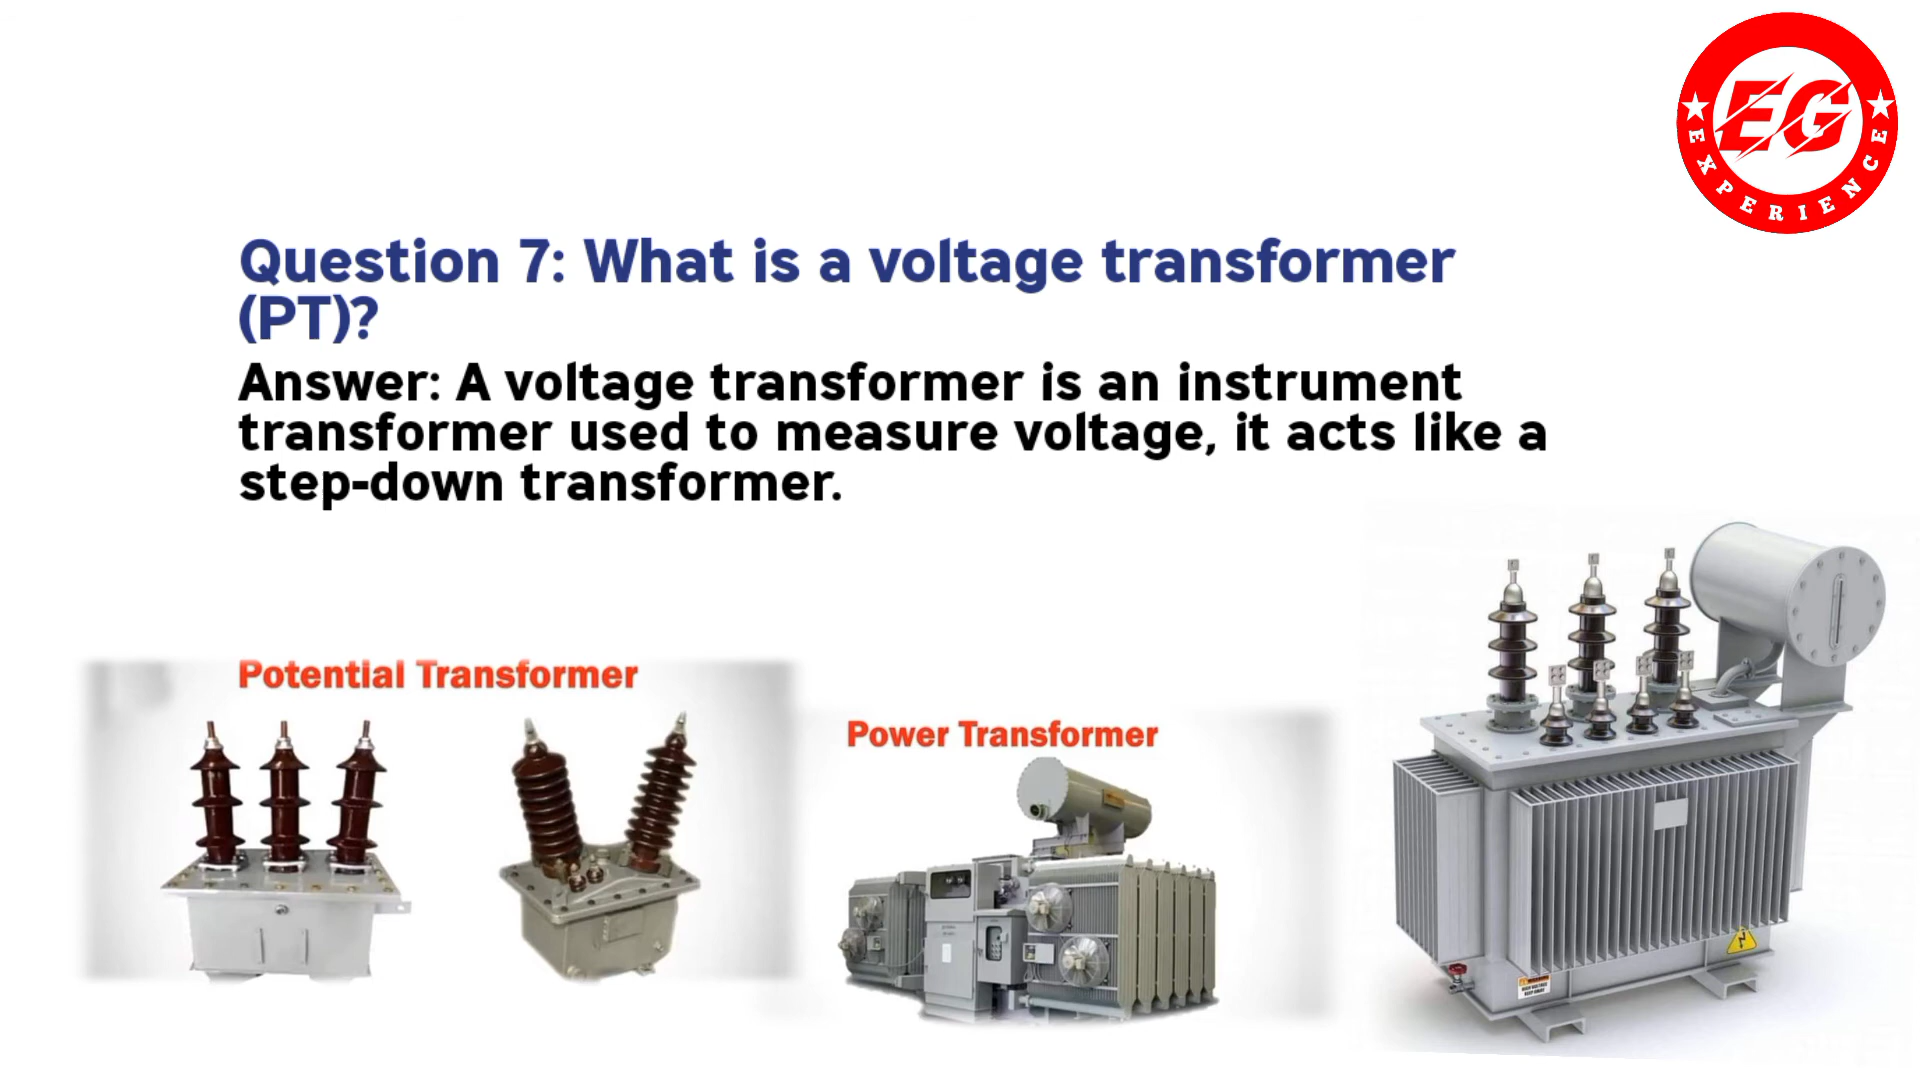 EG
EXPERIENCE
Question 7: What is a voltage transformer
(PT)?
Answer: A voltage transformer is an instrument
transformer used to measure voltage, it acts like a
step-down transformer.
Potential Transformer
Power Transformer